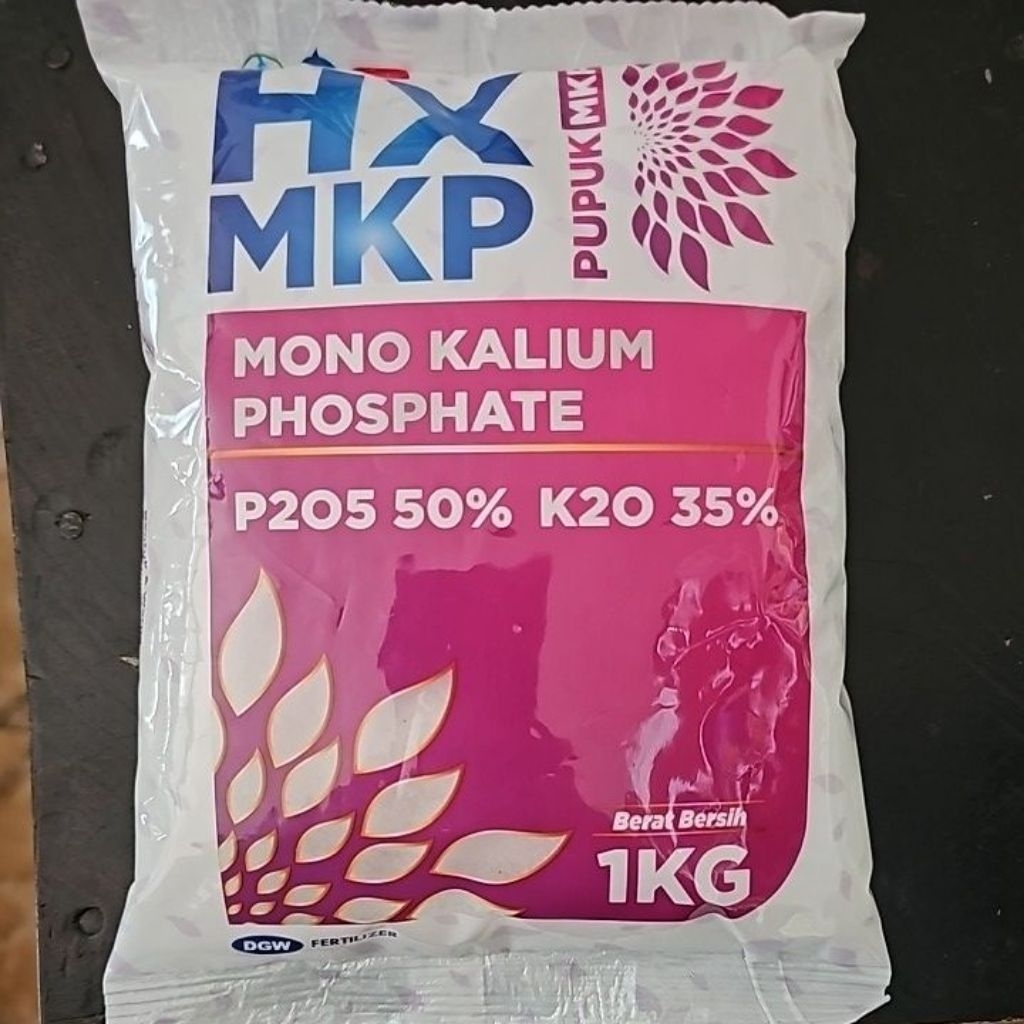 HX
MKP
PUPUK MKP
MONO KALIUM
PHOSPHATE
P2O5 50% K2O 35%
Berat Bersih
1KG
DGW FERTILIZER